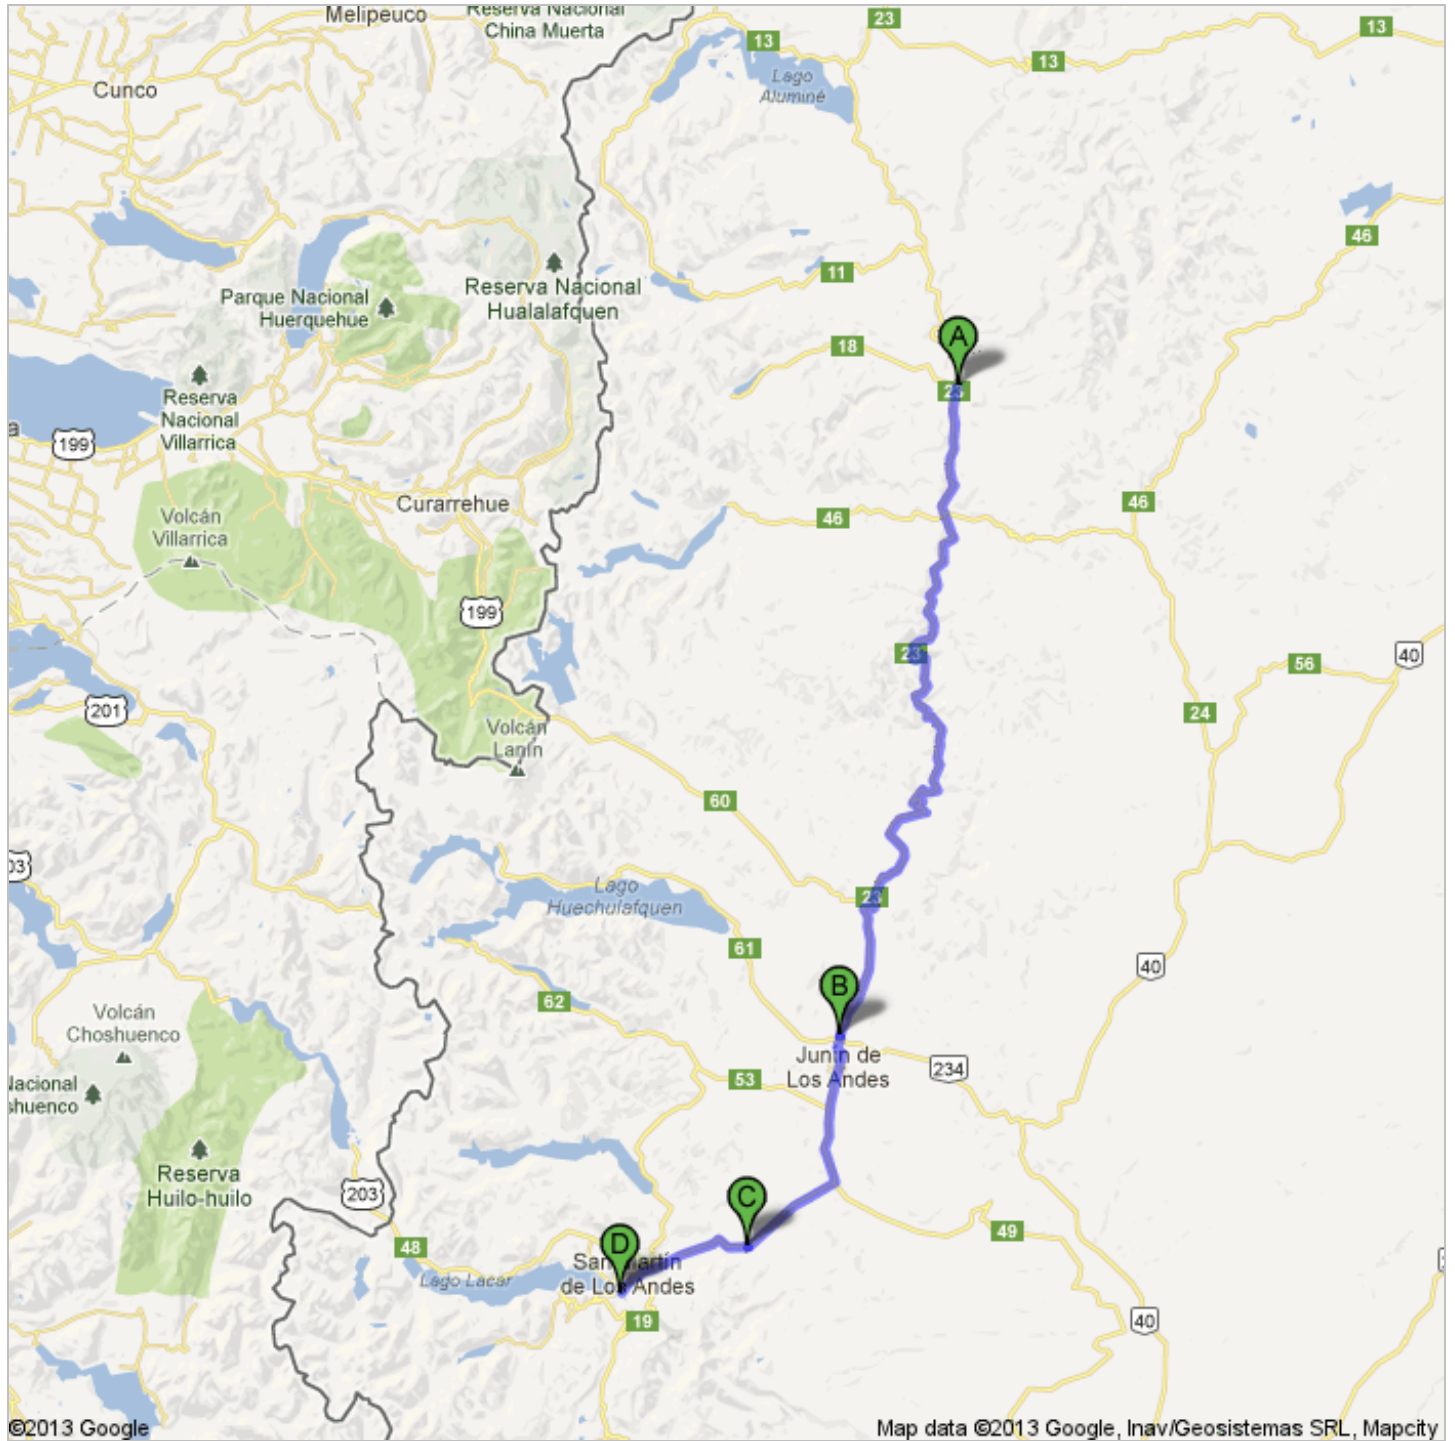 Melipeuco
Reserva Nacional
China Muerta
23
13
13
13
Cunco
Lago
Aluminé
46
11
Reserva Nacional
Hualalafquen
Parque Nacional
Huerquehue
A
18
23
Reserva
Nacional
Villarrica
a
199
Curarrehue
46
46
Volcán
Villarrica
199
23
40
56
201
24
Volcán
Lanín
60
03
Lago
Huechulafquen
23
61
40
62
B
Volcán
Choshuenco
Junín de
Los Andes
234
53
Nacional
shuenco
Reserva
Huilo-huilo
203
C
49
48
D
San Martín
de Los Andes
Lago Lacar
19
40
©2013 Google
Map data ©2013 Google, Inav/Geosistemas SRL, Mapcity